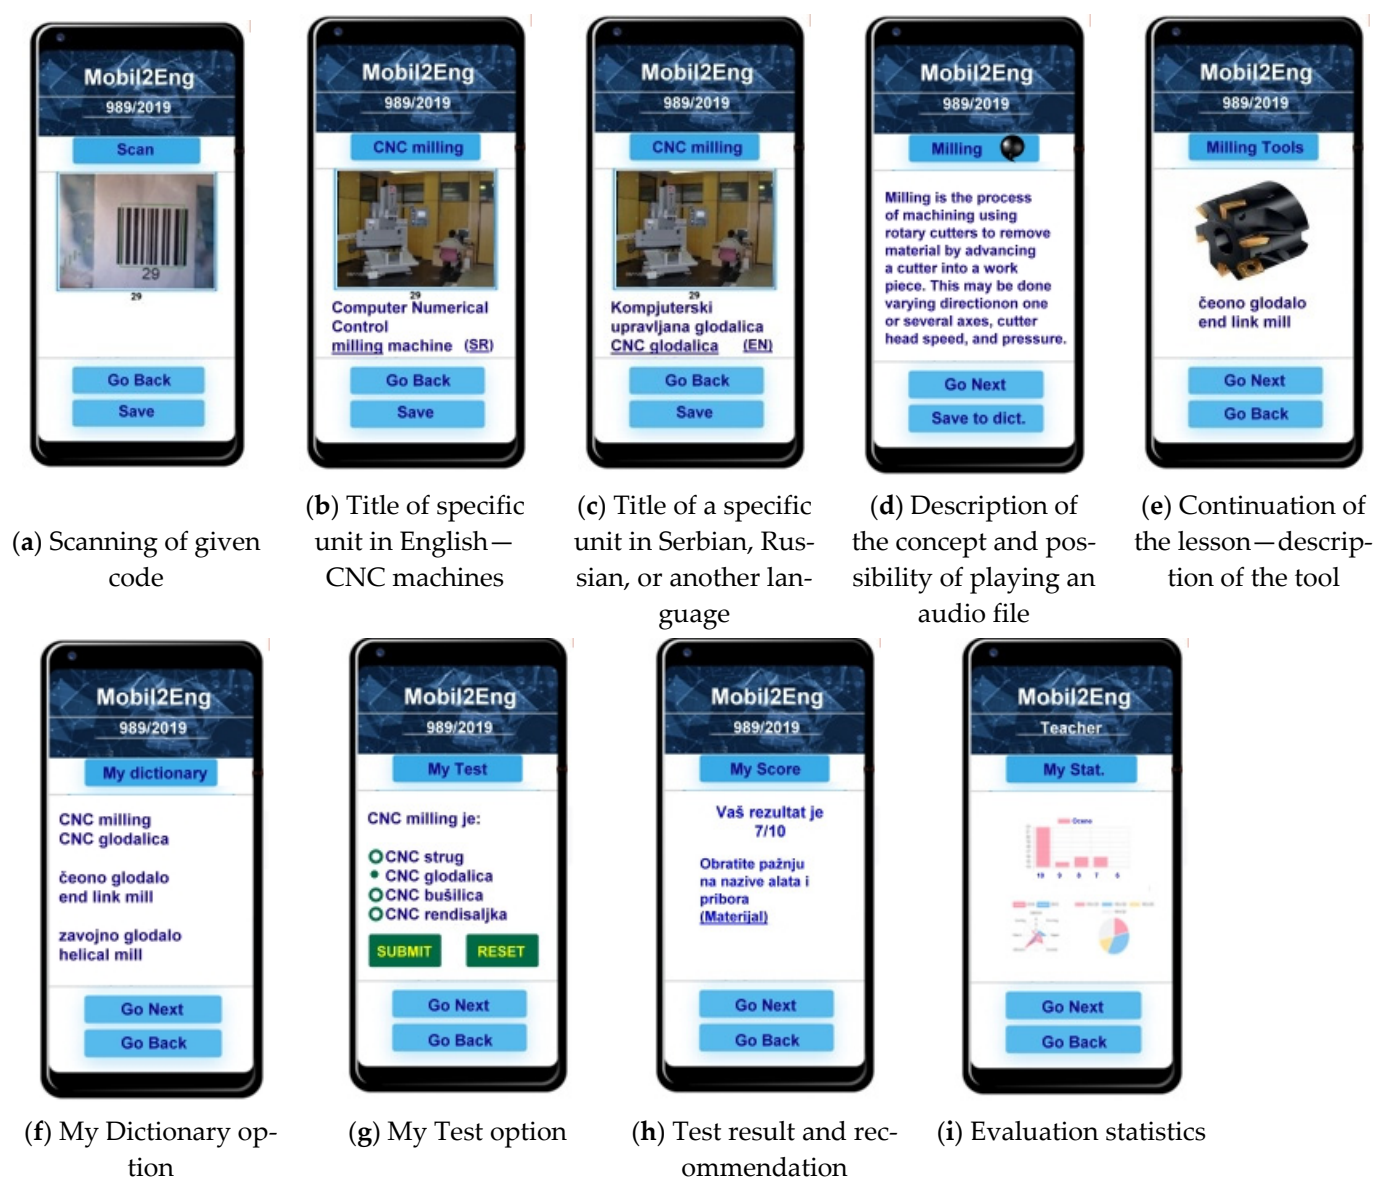 Mobil2Eng
989/2019
Scan
29
29
Go Back
Save
(a) Scanning of given
code
Mobil2Eng
989/2019
CNC milling
29
Computer Numerical
Control
milling machine (SR)
Go Back
Save
(b) Title of specific
unit in English—
CNC machines
Mobil2Eng
989/2019
CNC milling
29
Kompjuterski
upravljana glodalica
CNC glodalica (EN)
Go Back
Save
(c) Title of a specific
unit in Serbian, Rus-
sian, or another lan-
guage
Mobil2Eng
989/2019
Milling
Milling is the process
of machining using
rotary cutters to remove
material by advancing
a cutter into a work
piece. This may be done
varying directionon one
or several axes, cutter
head speed, and pressure.
Go Next
Save to dict.
(d) Description of
the concept and pos-
sibility of playing an
audio file
Mobil2Eng
989/2019
Milling Tools
čeono glodalo
end link mill
Go Next
Go Back
(e) Continuation of
the lesson—descrip-
tion of the tool
Mobil2Eng
989/2019
My dictionary
CNC milling
CNC glodalica
čeono glodalo
end link mill
zavojno glodalo
helical mill
Go Next
Go Back
(f) My Dictionary op-
tion
Mobil2Eng
989/2019
My Test
CNC milling je:
CNC strug
CNC glodalica
CNC bušilica
CNC rendisaljka
SUBMIT RESET
Go Next
Go Back
(g) My Test option
Mobil2Eng
989/2019
My Score
Vaš rezultat je
7/10
Obratite pažnju
na nazive alata i
pribora
(Materijal)
Go Next
Go Back
(h) Test result and rec-
ommendation
Mobil2Eng
Teacher
My Stat.
Ocene
10 9 8 7 6
Go Next
Go Back
(i) Evaluation statistics